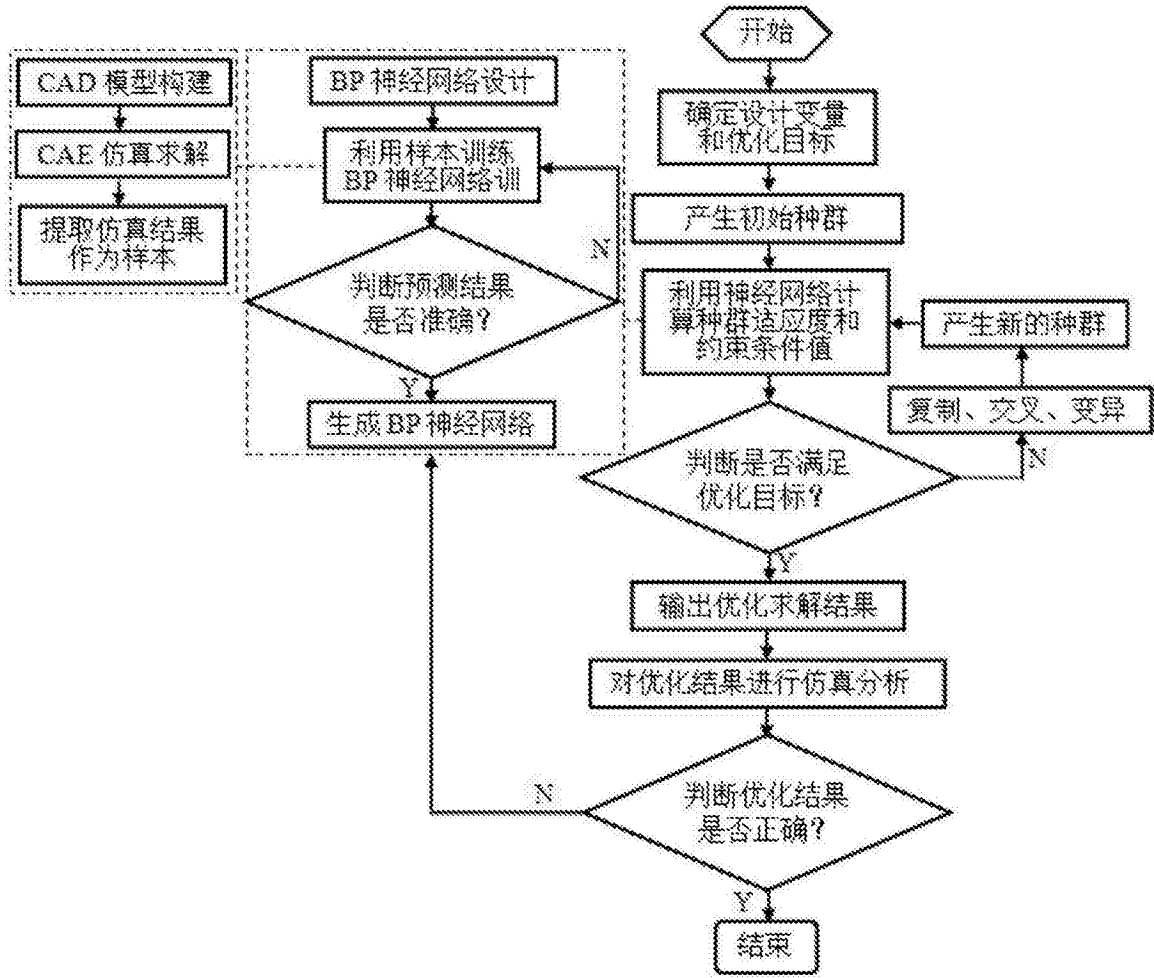 CAD 模型构建
CAE 仿真求解
提取仿真结果
作为样本
BP 神经网络设计
利用样本训练
BP 神经网络训
N
判断预测结果
是否准确?
Y
生成 BP 神经网络
开始
确定设计变量
和优化目标
产生初始种群
利用神经网络计
算种群适应度和
约束条件值
产生新的种群
复制、交叉、变异
N
判断是否满足
优化目标?
Y
输出优化求解结果
对优化结果进行仿真分析
N
判断优化结果
是否正确?
Y
结束